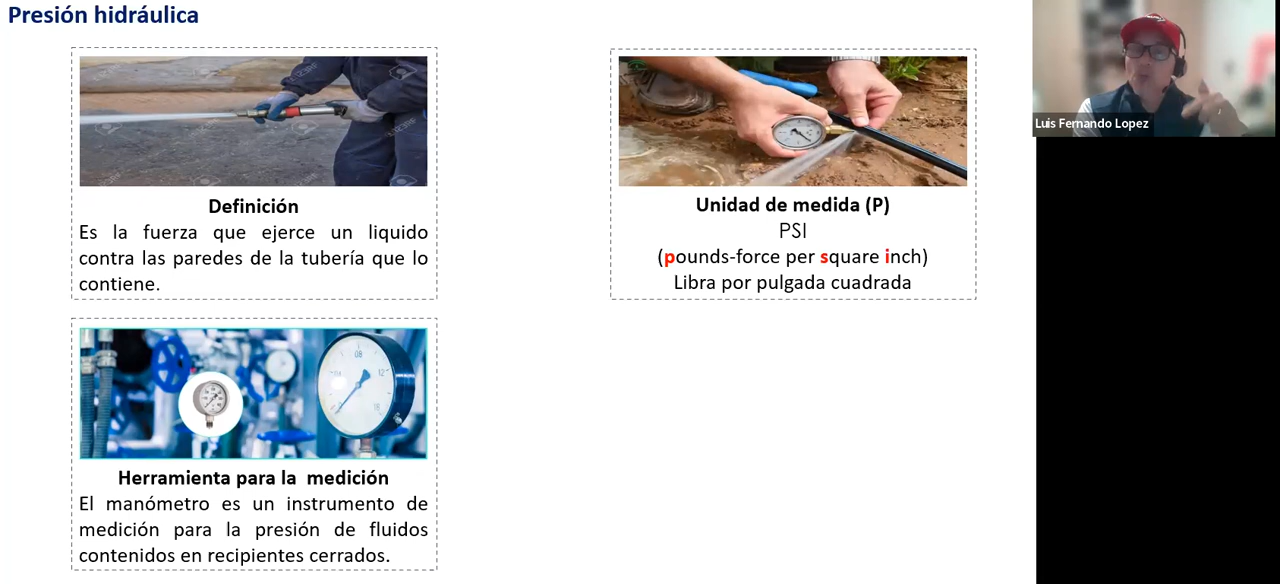 Presión hidráulica
Definición
Es la fuerza que ejerce un liquido
contra las paredes de la tubería que lo
contiene.
Unidad de medida (P)
PSI
(pounds-force per square inch)
Libra por pulgada cuadrada
Herramienta para la medición
El manómetro es un instrumento de
medición para la presión de fluidos
contenidos en recipientes cerrados.
Luis Fernando Lopez